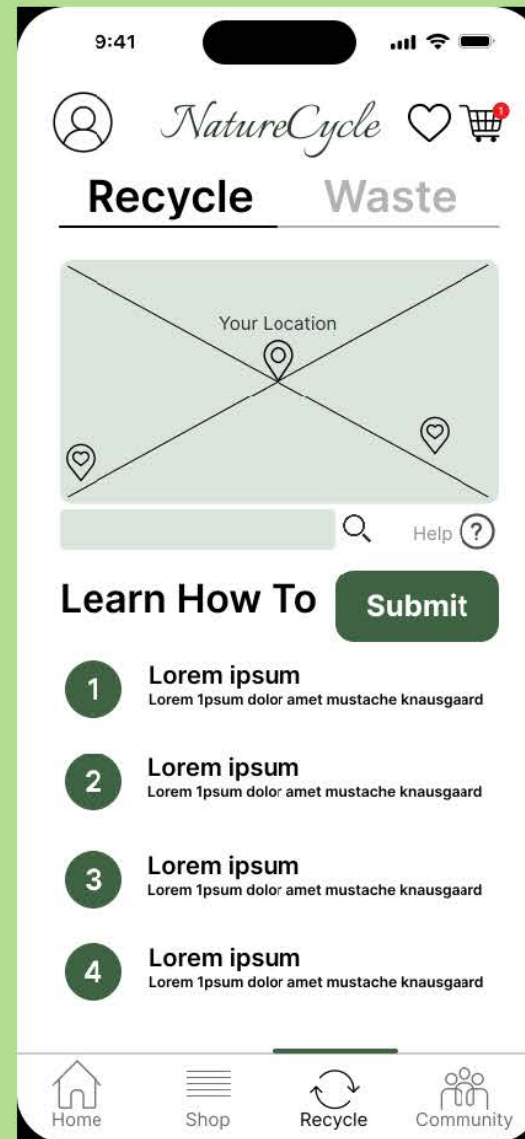 9:41
NatureCycle
1
Recycle Waste
Your Location
Help ?
Learn How To Submit
1 Lorem ipsum
Lorem 1psum dolor amet mustache knausgaard
2 Lorem ipsum
Lorem 1psum dolor amet mustache knausgaard
3 Lorem ipsum
Lorem 1psum dolor amet mustache knausgaard
4 Lorem ipsum
Lorem 1psum dolor amet mustache knausgaard
Home Shop Recycle Community